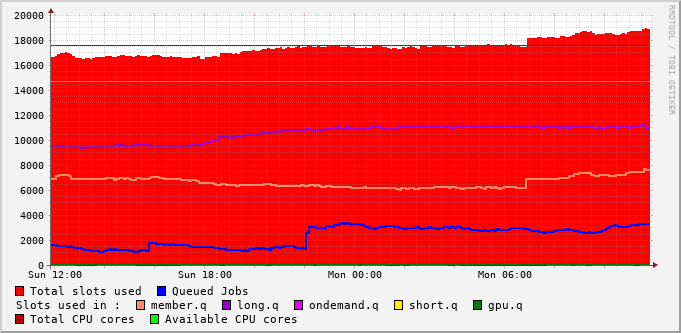 RRDTOOL / TOBI OETIKER
20000
18000
16000
14000
12000
10000
8000
6000
4000
2000
0
Sun 12:00 Sun 18:00 Mon 00:00 Mon 06:00
Total slots used Queued Jobs
Slots used in : member.q long.q ondemand.q short.q gpu.q
Total CPU cores Available CPU cores